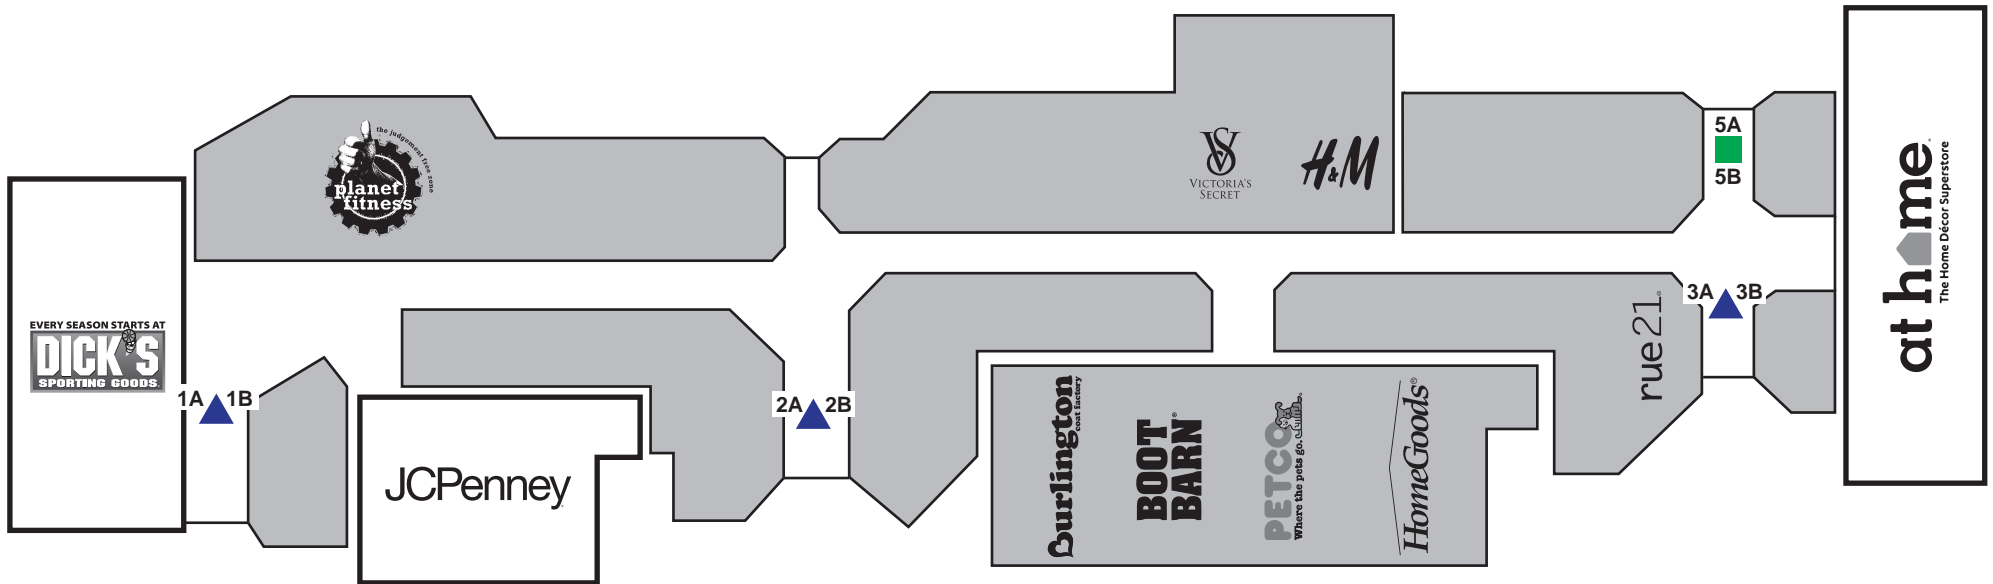 the judgement free zone
planet
fitness
VS
VICTORIA'S
SECRET
H&M
5A
5B
at home
The Home Décor Superstore
EVERY SEASON STARTS AT
DICK'S
SPORTING GOODS
1A
1B
JCPenney
2A
2B
Burlington
coat factory
BOOT
BARN®
PETCO
Where the pets go.
HomeGoods®
rue21
3A
3B